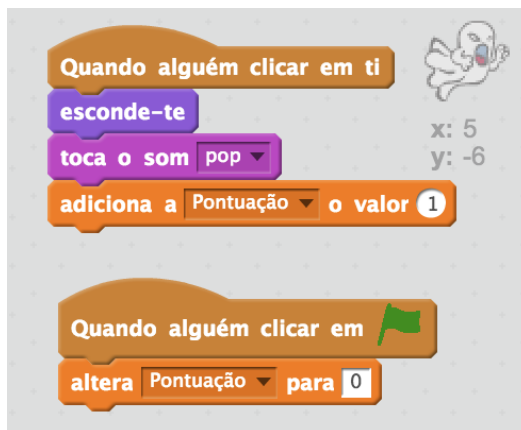 Quando alguém clicar em ti
esconde-te
x: 5
toca o som pop
y: -6
adiciona a Pontuação o valor 1
Quando alguém clicar em
altera Pontuação para 0